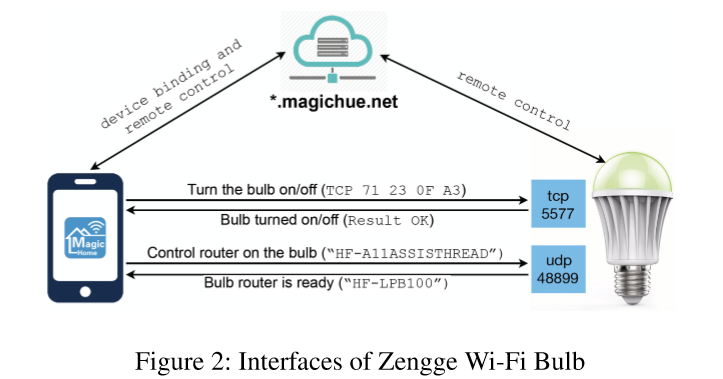 device binding and
remote control
*.magichue.net
remote control
Turn the bulb on/off (TCP 71 23 0F A3)
Bulb turned on/off (Result OK)
tcp
5577
Magic
Home
Control router on the bulb ("HF-A11ASSISTHREAD")
Bulb router is ready ("HF-LPB100")
udp
48899
Figure 2: Interfaces of Zengge Wi-Fi Bulb